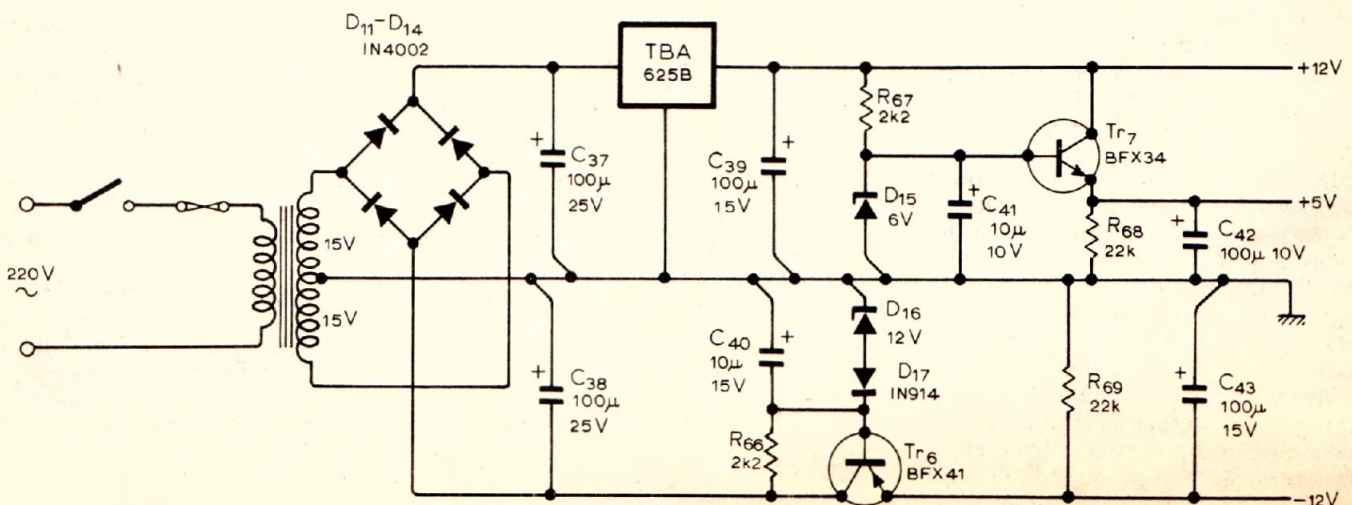 D11-D14
IN4002
TBA
625B
+12V
R67
2k2
Tr7
BFX34
+
C37
100μ
25V
+
C39
100μ
15V
D15
6V
+
C41
10μ
10V
+5V
R68
22k
+
C42
100μ 10V
220V
~
15V
15V
+
C38
100μ
25V
C40
10μ
15V
+
D16
12V
D17
IN914
R69
22k
+
C43
100μ
15V
R66
2k2
Tr6
BFX41
-12V